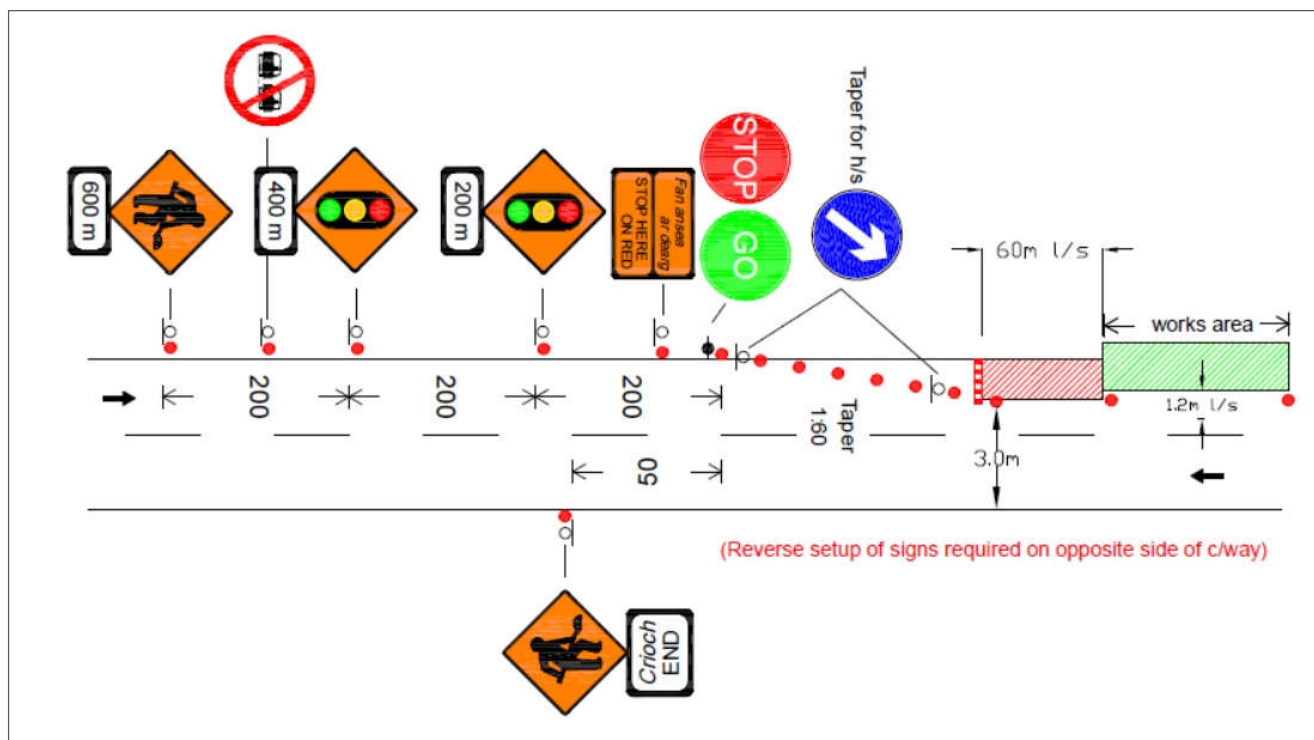 600 m
400 m
200 m
Fan ansea
ar dearg
STOP HERE
ON RED
STOP
GO
Taper for h/s
60m l/s
works area
1.2m l/s
200
200
200
Taper
1:60
3.0m
50
(Reverse setup of signs required on opposite side of c/way)
Críoch
END